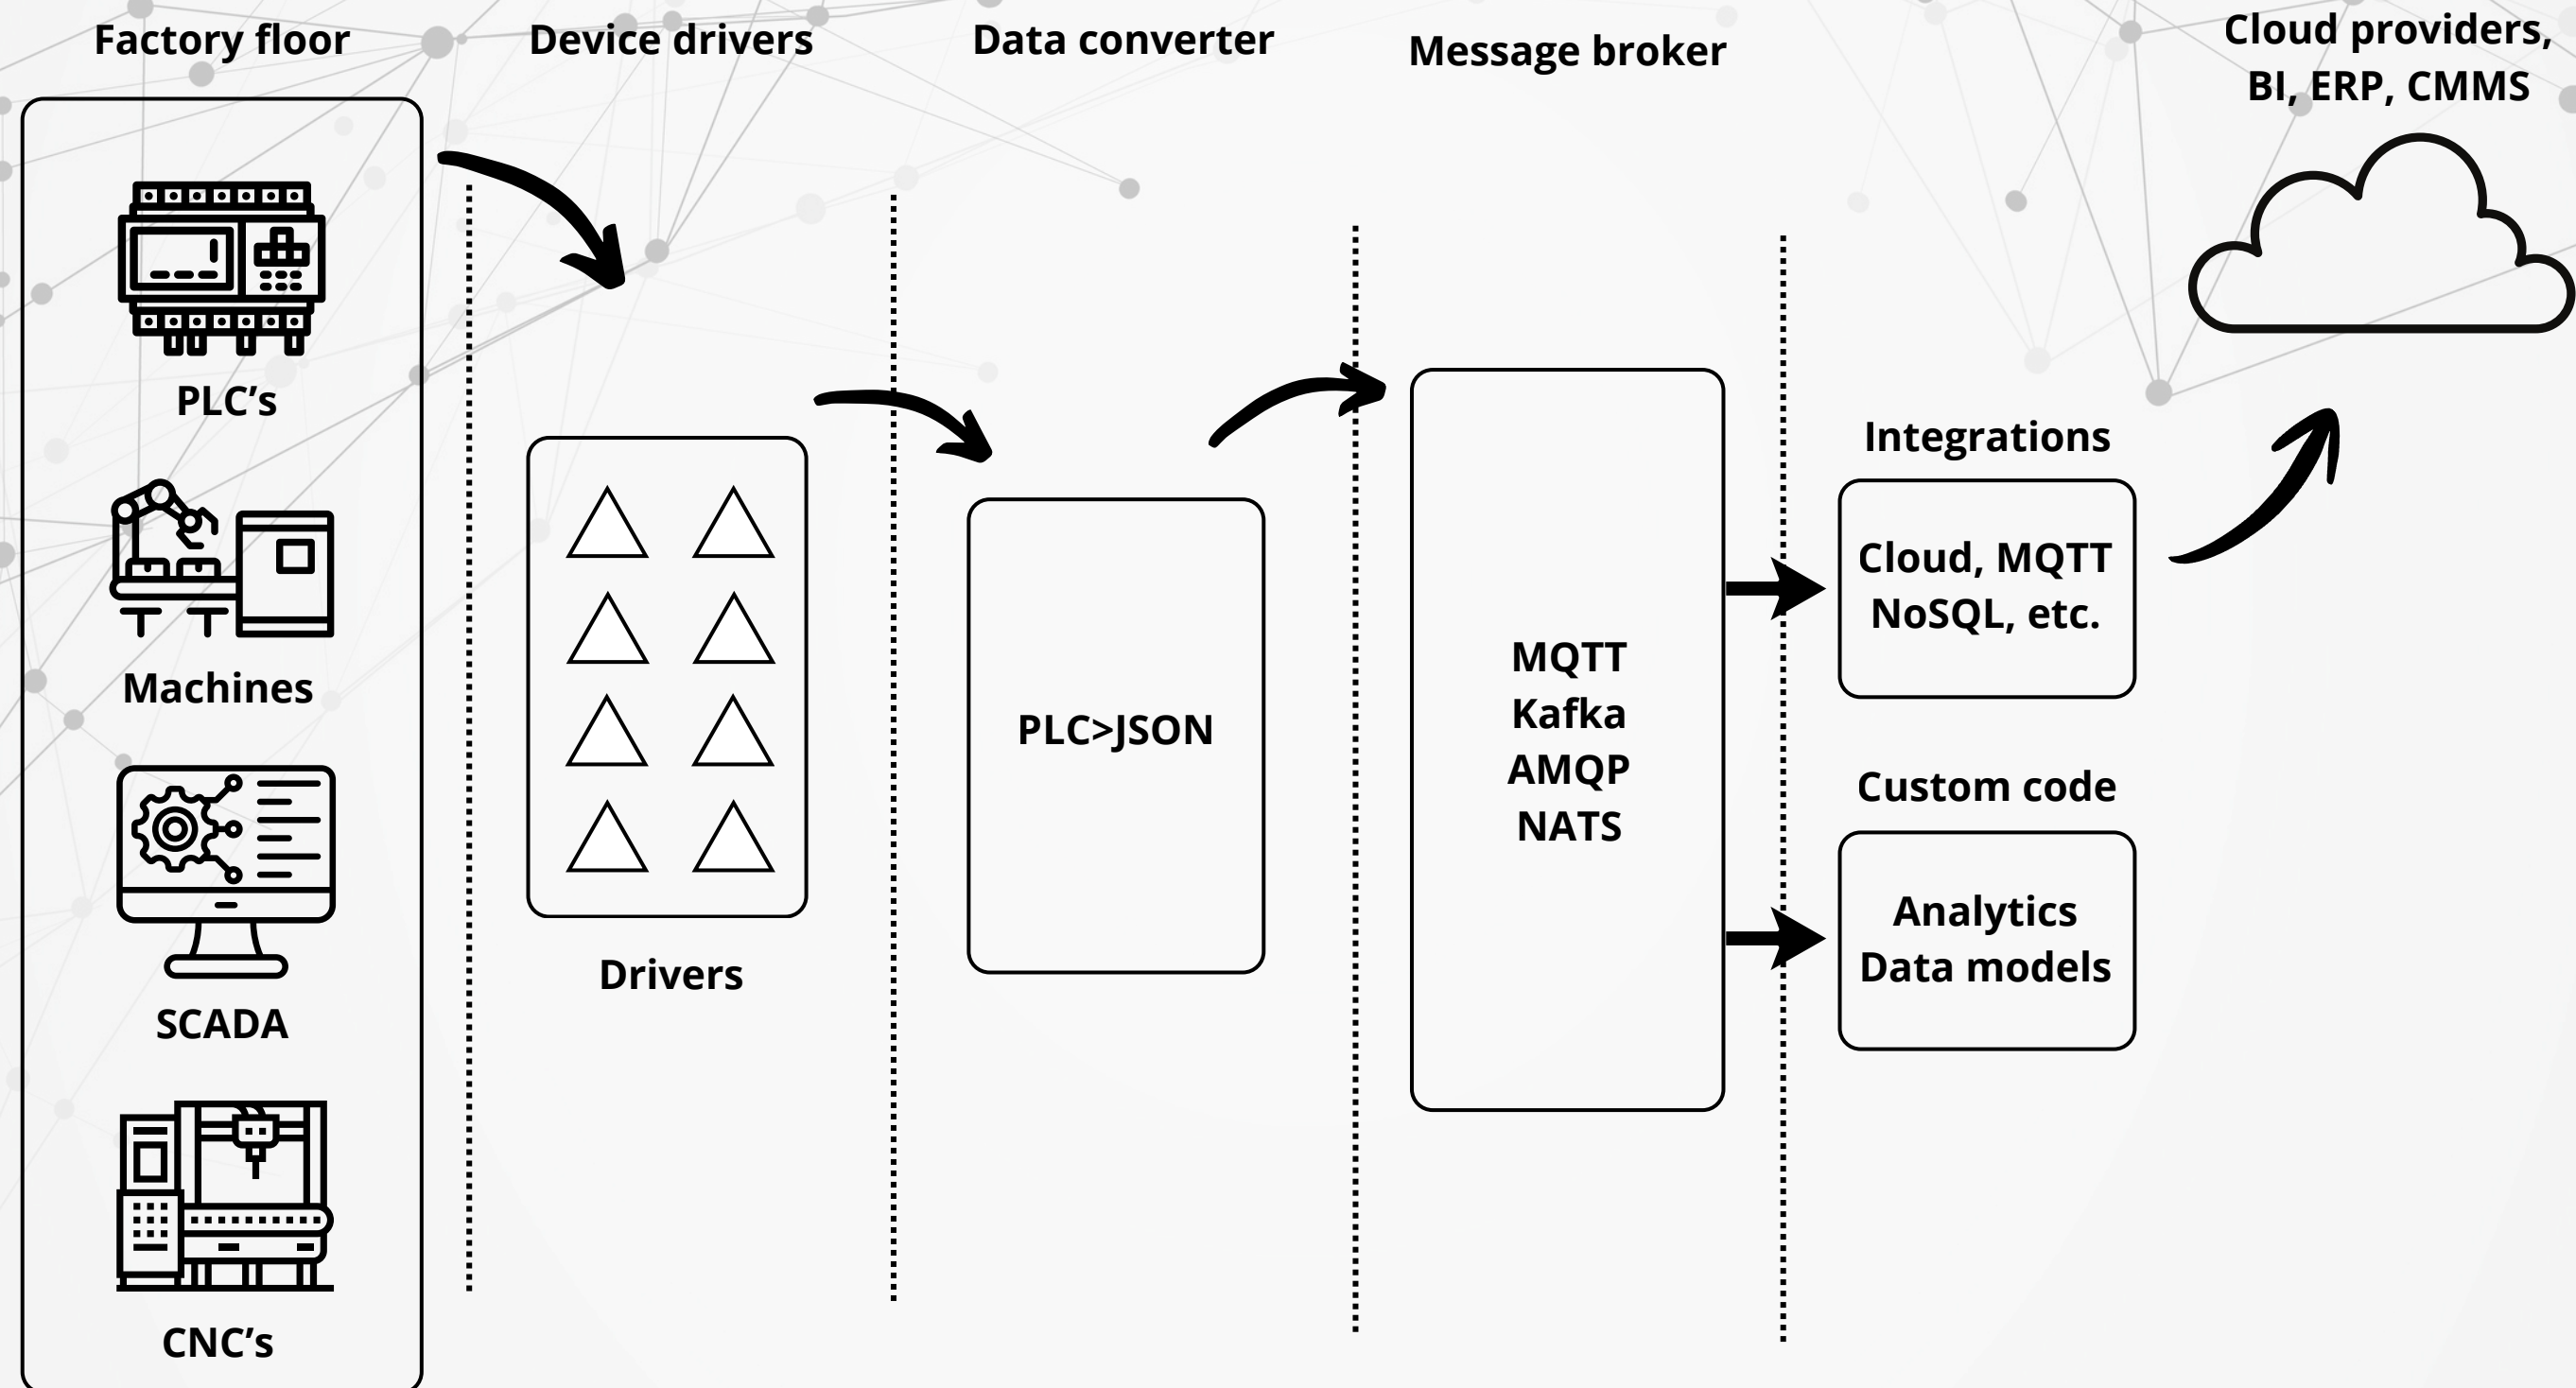 Factory floor
Device drivers
Data converter
Message broker
Cloud providers,
BI, ERP, CMMS
PLC’s
Machines
SCADA
CNC’s
Drivers
PLC>JSON
MQTT
Kafka
AMQP
NATS
Integrations
Cloud, MQTT
NoSQL, etc.
Custom code
Analytics
Data models